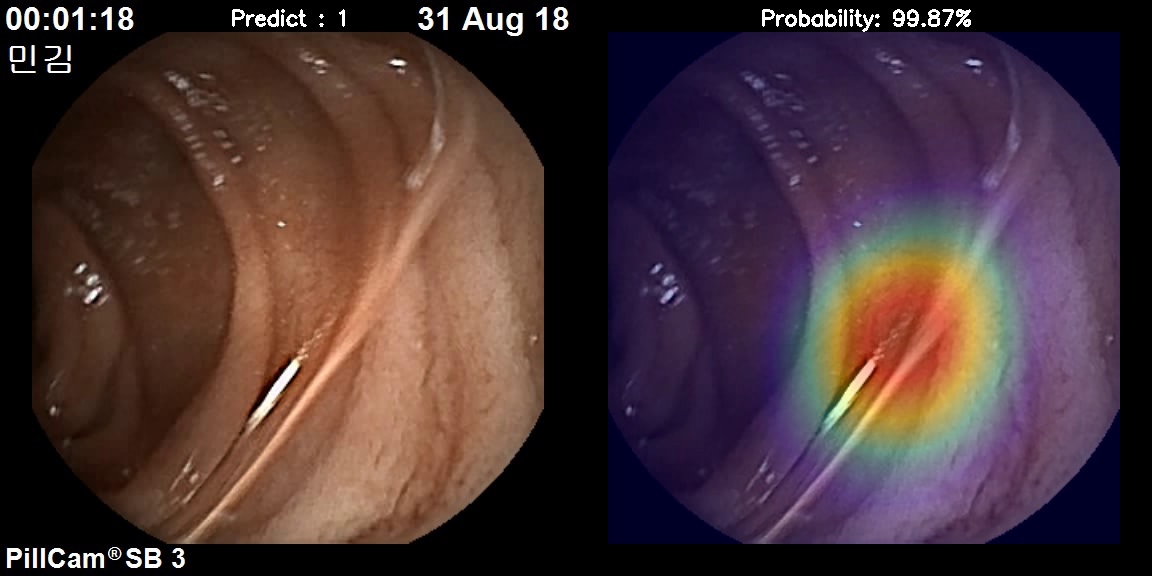 00:01:18 Predict : 1 31 Aug 18 Probability: 99.87%
민김
PillCam® SB 3